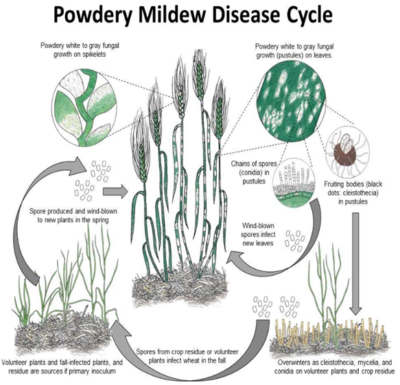 Powdery Mildew Disease Cycle
Powdery white to gray fungal
growth on spikelets
Powdery white to gray fungal
growth (pustules) on leaves.
Chains of spores
(conidia) in
pustules
Fruiting bodies (black
dots: cleistothecia)
in pustules
Spore produced and wind-blown
to new plants in the spring
Wind-blown
spores infect
new leaves
Volunteer plants and fall-infected plants, and
residue are sources if primary inoculum
Spores from crop residue or volunteer
plants infect wheat in the fall
Overwinters as cleistothecia, mycelia, and
conidia on volunteer plants and crop residue